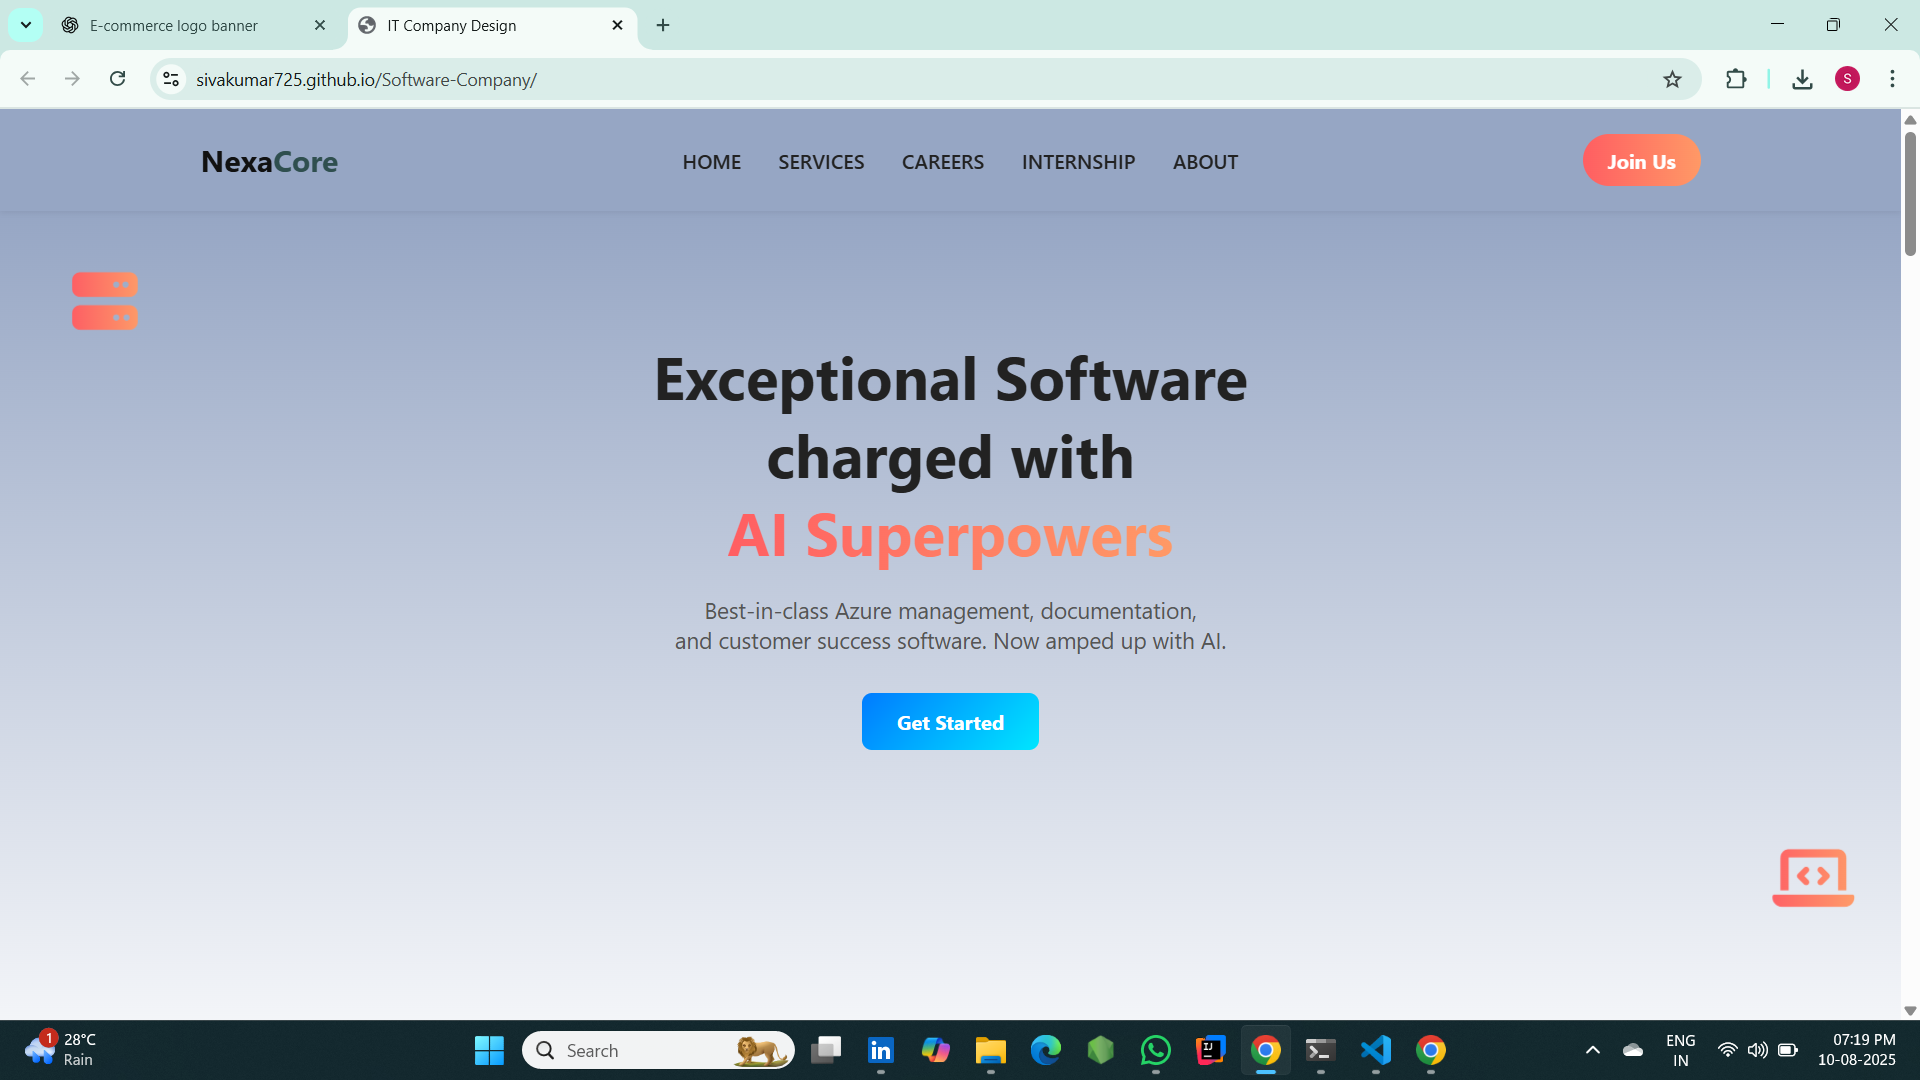 E-commerce logo banner
IT Company Design
sivakumar725.github.io/Software-Company/
S
NexaCore
HOME
SERVICES
CAREERS
INTERNSHIP
ABOUT
Join Us
Exceptional Software
charged with
AI Superpowers
Best-in-class Azure management, documentation,
and customer success software. Now amped up with AI.
Get Started
1
28°C
Rain
Search
in
IJ
ENG
IN
07:19 PM
10-08-2025